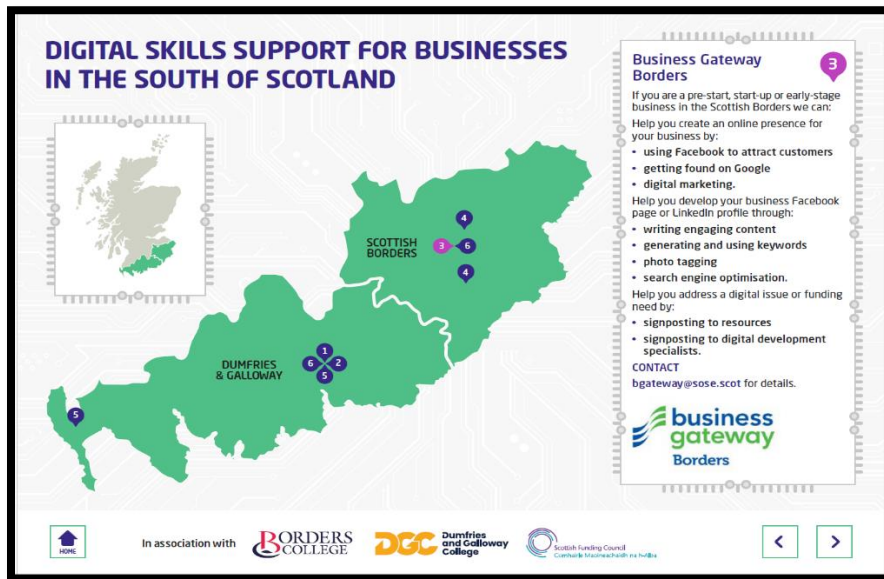 DIGITAL SKILLS SUPPORT FOR BUSINESSES
IN THE SOUTH OF SCOTLAND
SCOTTISH
BORDERS
4
3
6
4
DUMFRIES
& GALLOWAY
1
6
2
5
5
Business Gateway
Borders
3
If you are a pre-start, start-up or early-stage
business in the Scottish Borders we can:
Help you create an online presence for
your business by:
• using Facebook to attract customers
• getting found on Google
• digital marketing.
Help you develop your business Facebook
page or LinkedIn profile through:
• writing engaging content
• generating and using keywords
• photo tagging
• search engine optimisation.
Help you address a digital issue or funding
need by:
• signposting to resources
• signposting to digital development
specialists.
CONTACT
bgateway@sose.scot for details.
business
gateway
Borders
HOME
In association with
BORDERS
COLLEGE
DGC
Dumfries
and Galloway
College
Scottish Funding Council
Comhairle Maoineachaidh na h-Alba